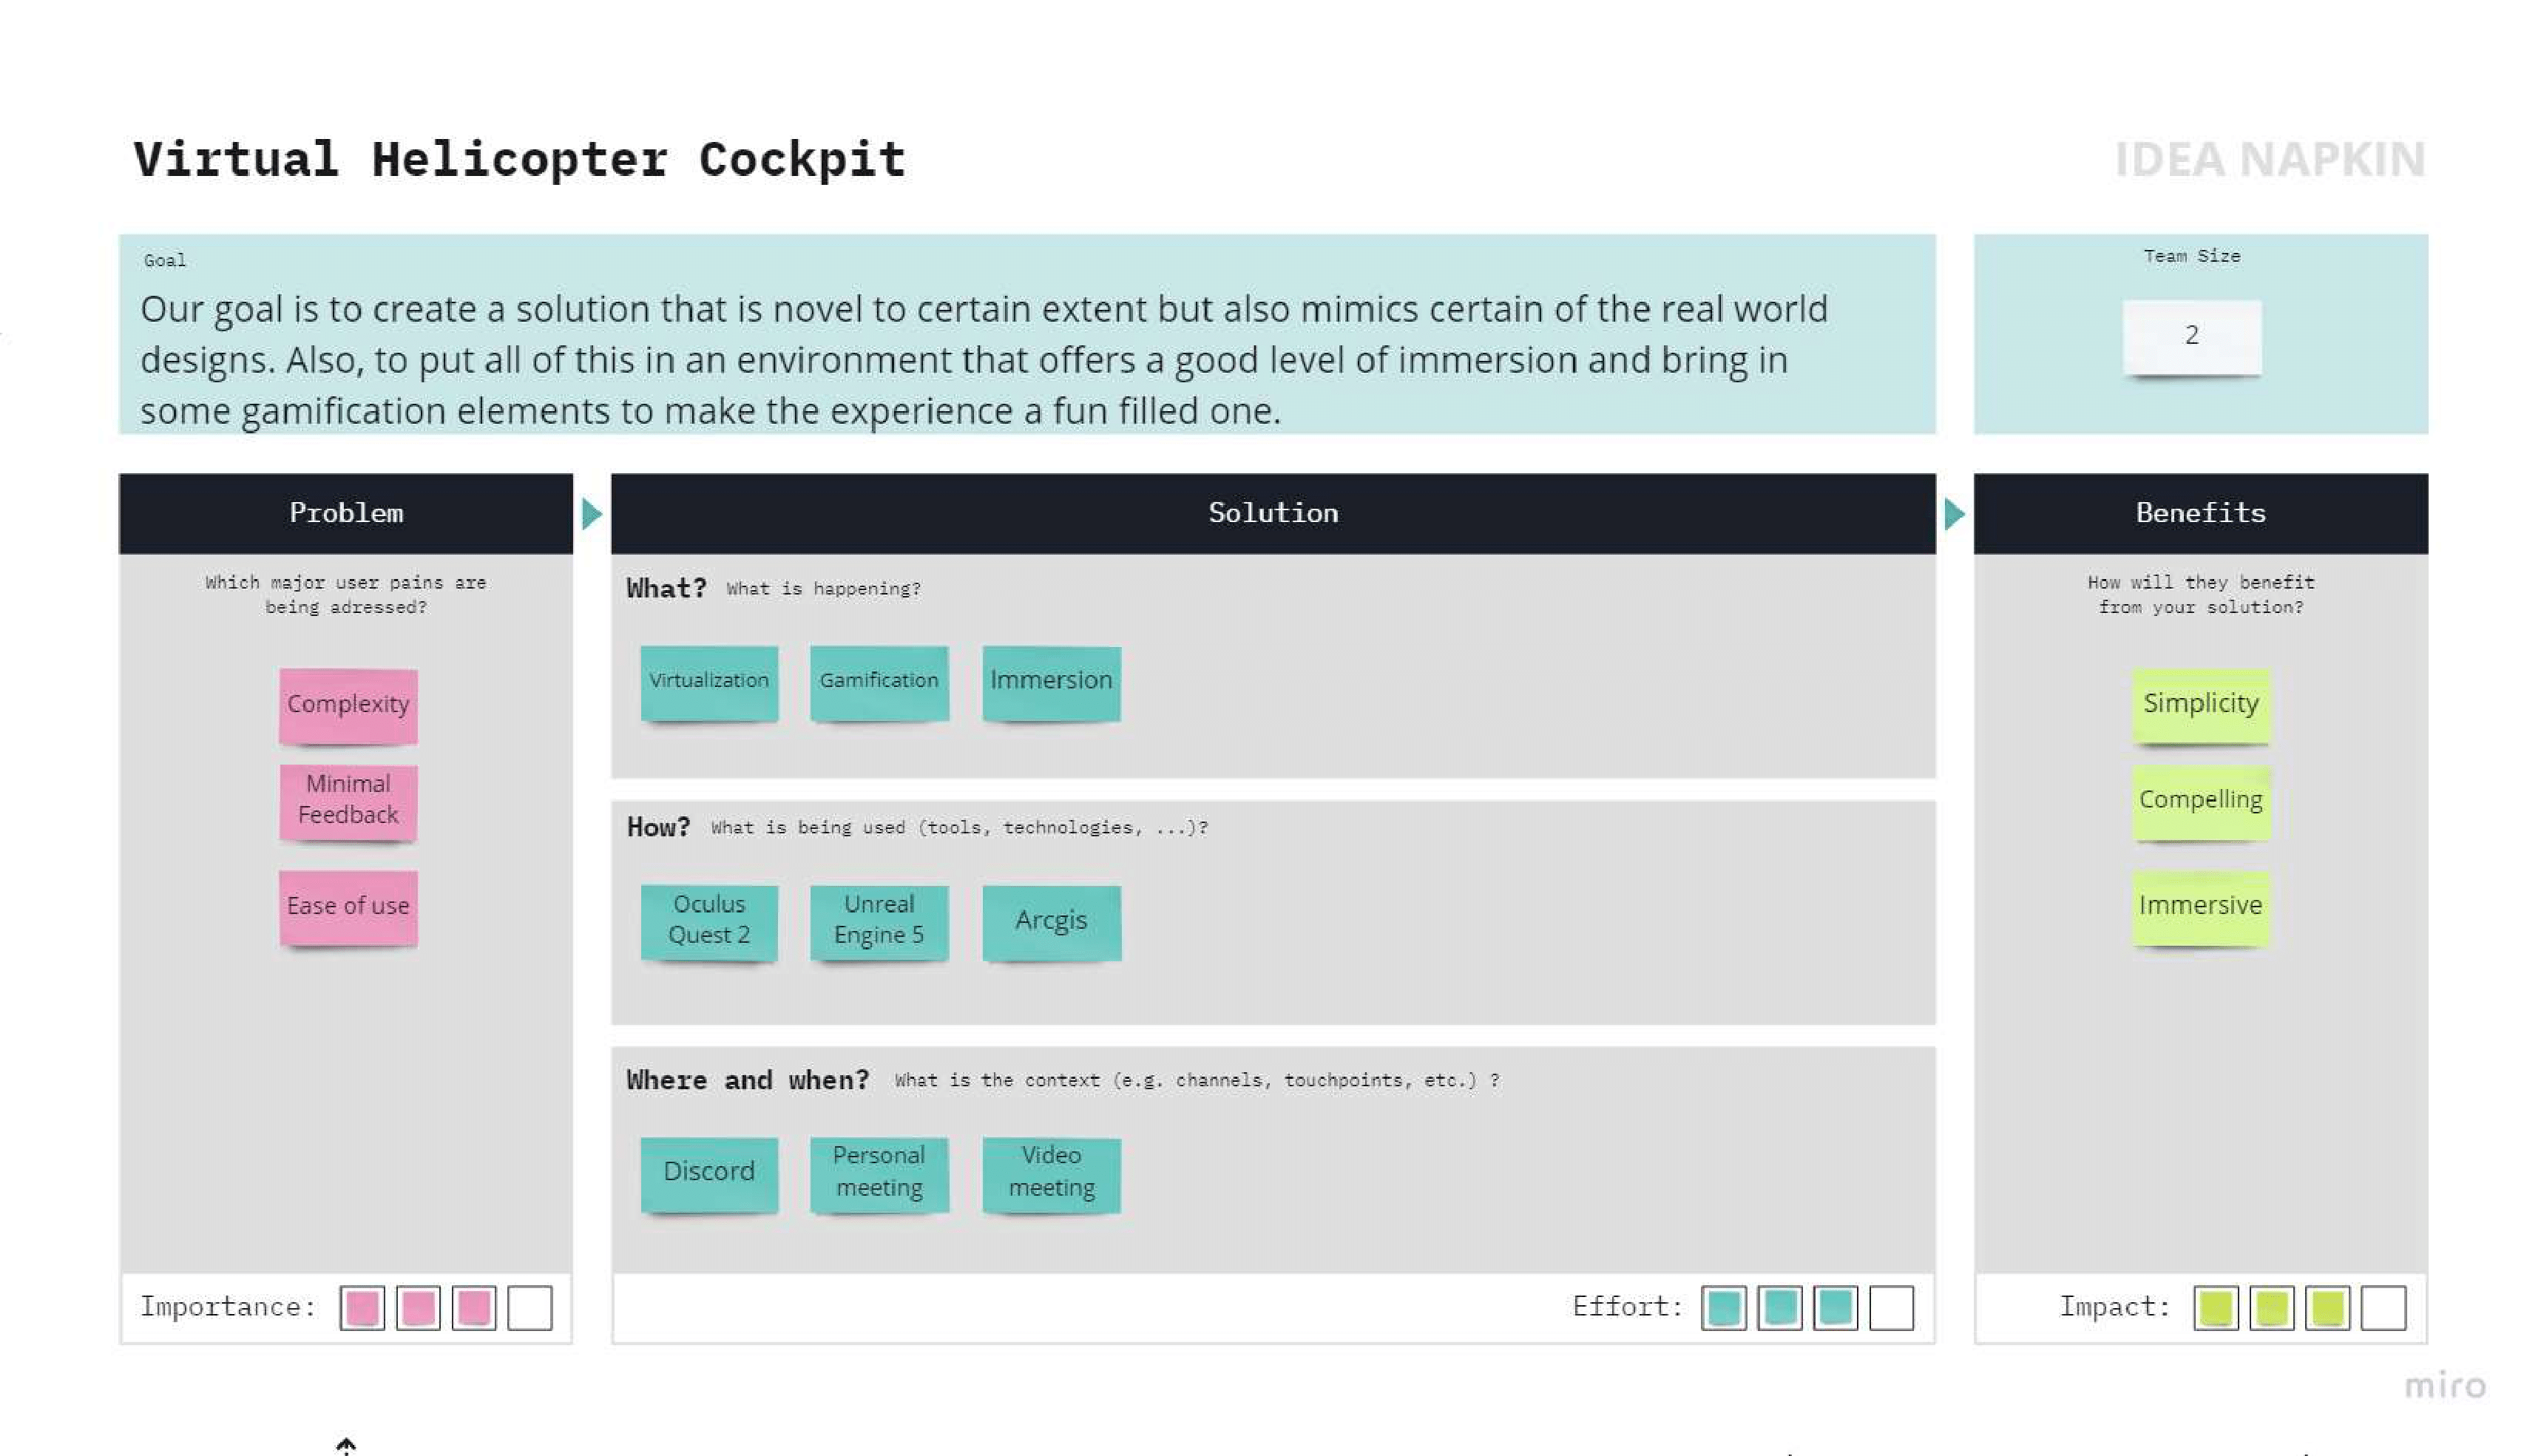 Virtual Helicopter Cockpit
IDEA NAPKIN
Goal
Our goal is to create a solution that is novel to certain extent but also mimics certain of the real world
designs. Also, to put all of this in an environment that offers a good level of immersion and bring in
some gamification elements to make the experience a fun filled one.
Team Size
2
Problem
Which major user pains are
being adressed?
Complexity
Minimal
Feedback
Ease of use
Importance:
Solution
What? What is happening?
Virtualization
Gamification
Immersion
How? What is being used (tools, technologies, ...)?
Oculus
Quest 2
Unreal
Engine 5
Arcgis
Where and when? What is the context (e.g. channels, touchpoints, etc.) ?
Discord
Personal
meeting
Video
meeting
Effort:
Benefits
How will they benefit
from your solution?
Simplicity
Compelling
Immersive
Impact:
miro